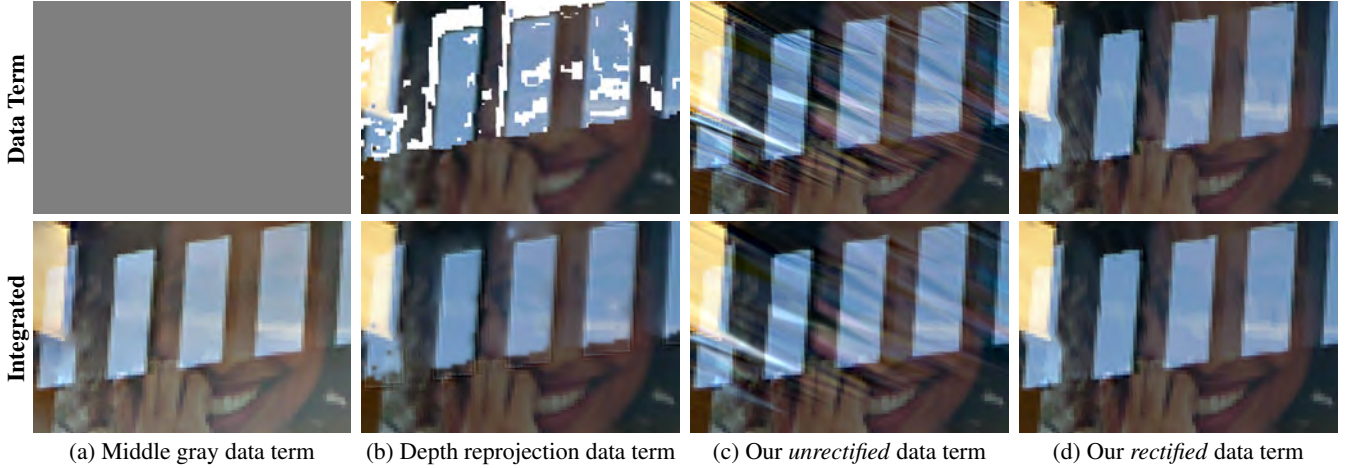 Data Term
Integrated
(a) Middle gray data term
(b) Depth reprojection data term
(c) Our unrectified data term
(d) Our rectified data term